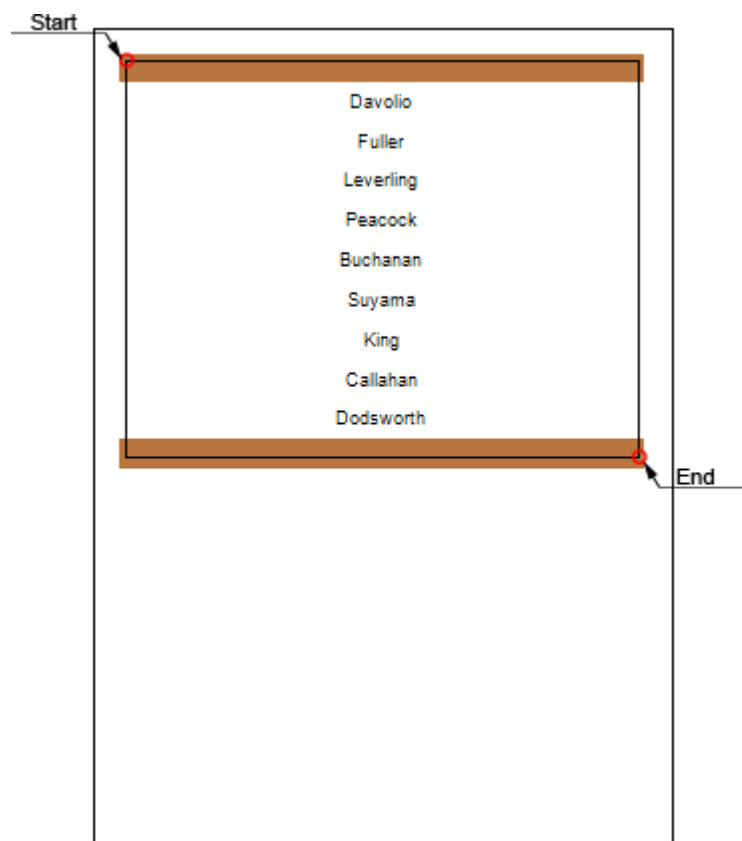 Start
Davolio
Fuller
Leverling
Peacock
Buchanan
Suyama
King
Callahan
Dodsworth
End